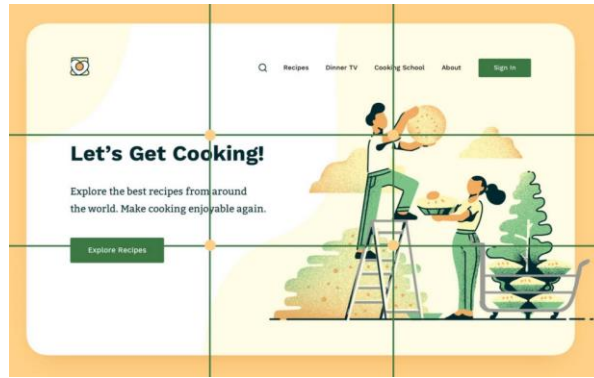 Recipes Dinner TV Cooking School About Sign In
Let's Get Cooking!
Explore the best recipes from around
the world. Make cooking enjoyable again.
Explore Recipes